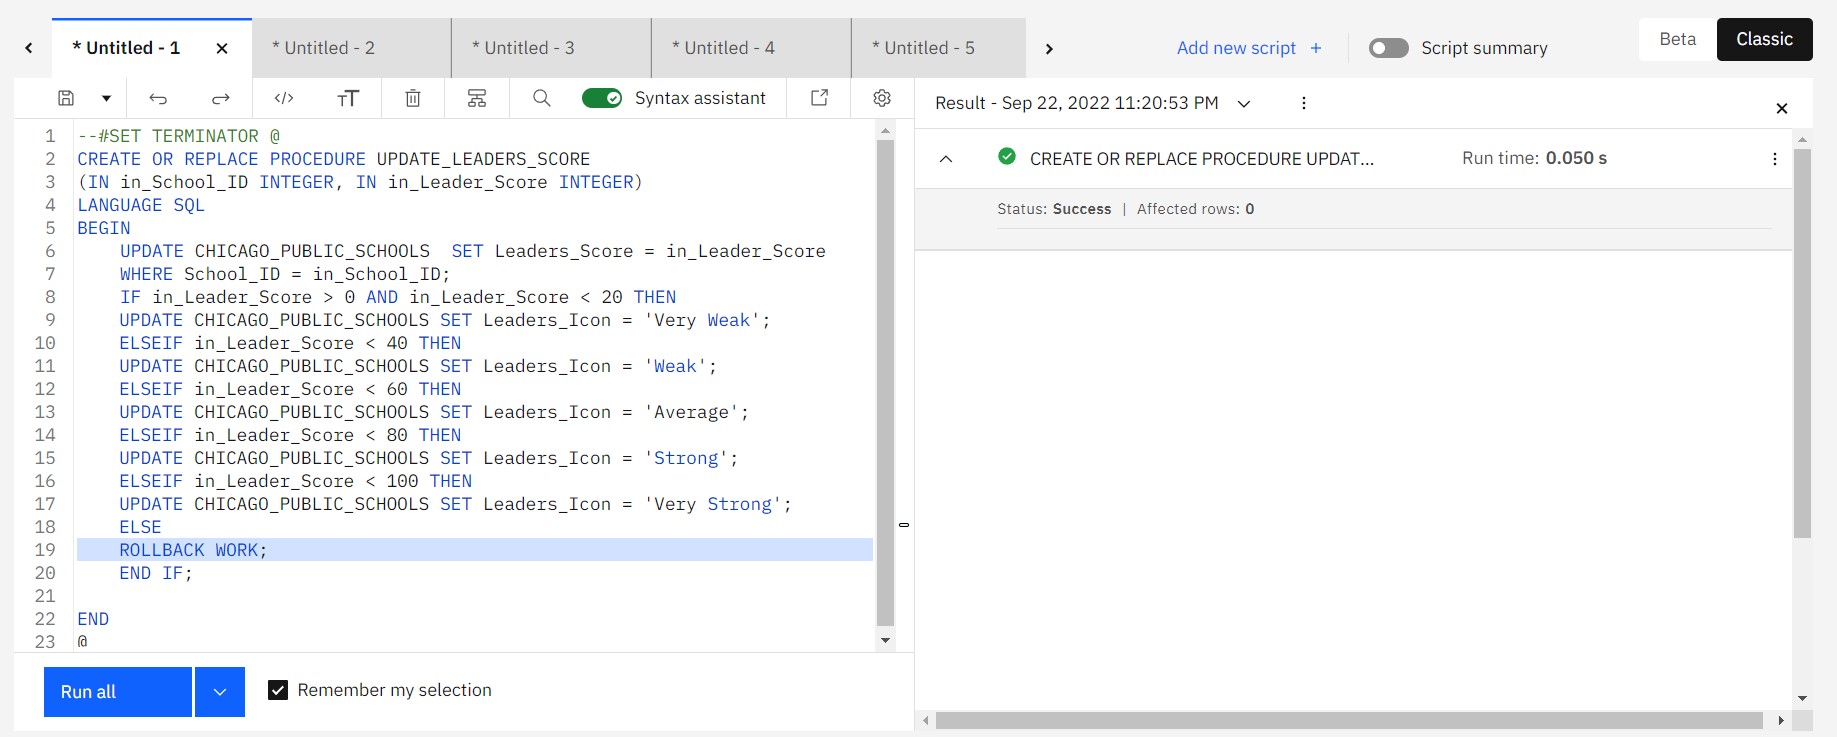 * Untitled - 1
* Untitled - 2
* Untitled - 3
* Untitled - 4
* Untitled - 5
Add new script +
Script summary
Beta
Classic
Syntax assistant
1 --#SET TERMINATOR @
2 CREATE OR REPLACE PROCEDURE UPDATE_LEADERS_SCORE
3 (IN in_School_ID INTEGER, IN in_Leader_Score INTEGER)
4 LANGUAGE SQL
5 BEGIN
6 UPDATE CHICAGO_PUBLIC_SCHOOLS  SET Leaders_Score = in_Leader_Score
7 WHERE School_ID = in_School_ID;
8 IF in_Leader_Score > 0 AND in_Leader_Score < 20 THEN
9 UPDATE CHICAGO_PUBLIC_SCHOOLS SET Leaders_Icon = 'Very Weak';
10 ELSEIF in_Leader_Score < 40 THEN
11 UPDATE CHICAGO_PUBLIC_SCHOOLS SET Leaders_Icon = 'Weak';
12 ELSEIF in_Leader_Score < 60 THEN
13 UPDATE CHICAGO_PUBLIC_SCHOOLS SET Leaders_Icon = 'Average';
14 ELSEIF in_Leader_Score < 80 THEN
15 UPDATE CHICAGO_PUBLIC_SCHOOLS SET Leaders_Icon = 'Strong';
16 ELSEIF in_Leader_Score < 100 THEN
17 UPDATE CHICAGO_PUBLIC_SCHOOLS SET Leaders_Icon = 'Very Strong';
18 ELSE
19 ROLLBACK WORK;
20 END IF;
21
22 END
23 @
Run all
Remember my selection
Result - Sep 22, 2022 11:20:53 PM
CREATE OR REPLACE PROCEDURE UPDAT...
Run time: 0.050 s
Status: Success | Affected rows: 0